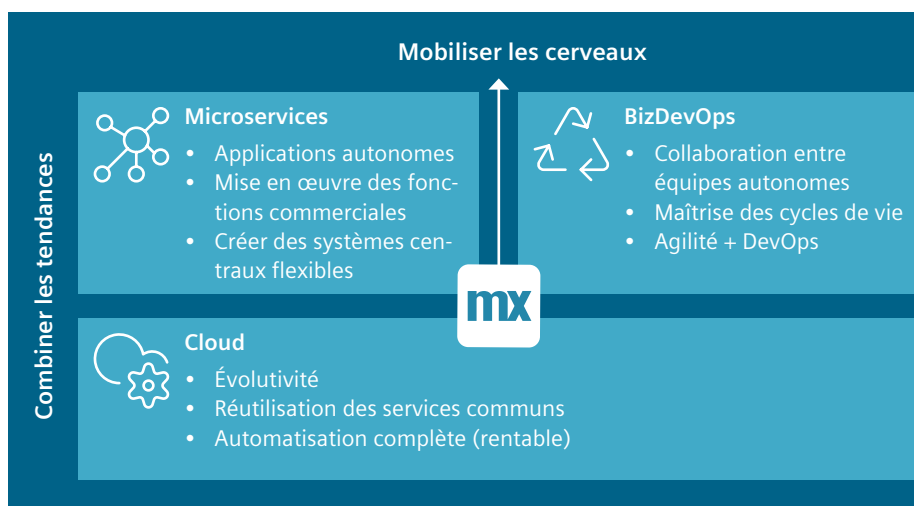 Mobiliser les cerveaux
Combiner les tendances
Microservices
• Applications autonomes
• Mise en œuvre des fonc-
tions commerciales
• Créer des systèmes cen-
traux flexibles
BizDevOps
• Collaboration entre
équipes autonomes
• Maîtrise des cycles de vie
• Agilité + DevOps
mx
Cloud
• Évolutivité
• Réutilisation des services communs
• Automatisation complète (rentable)